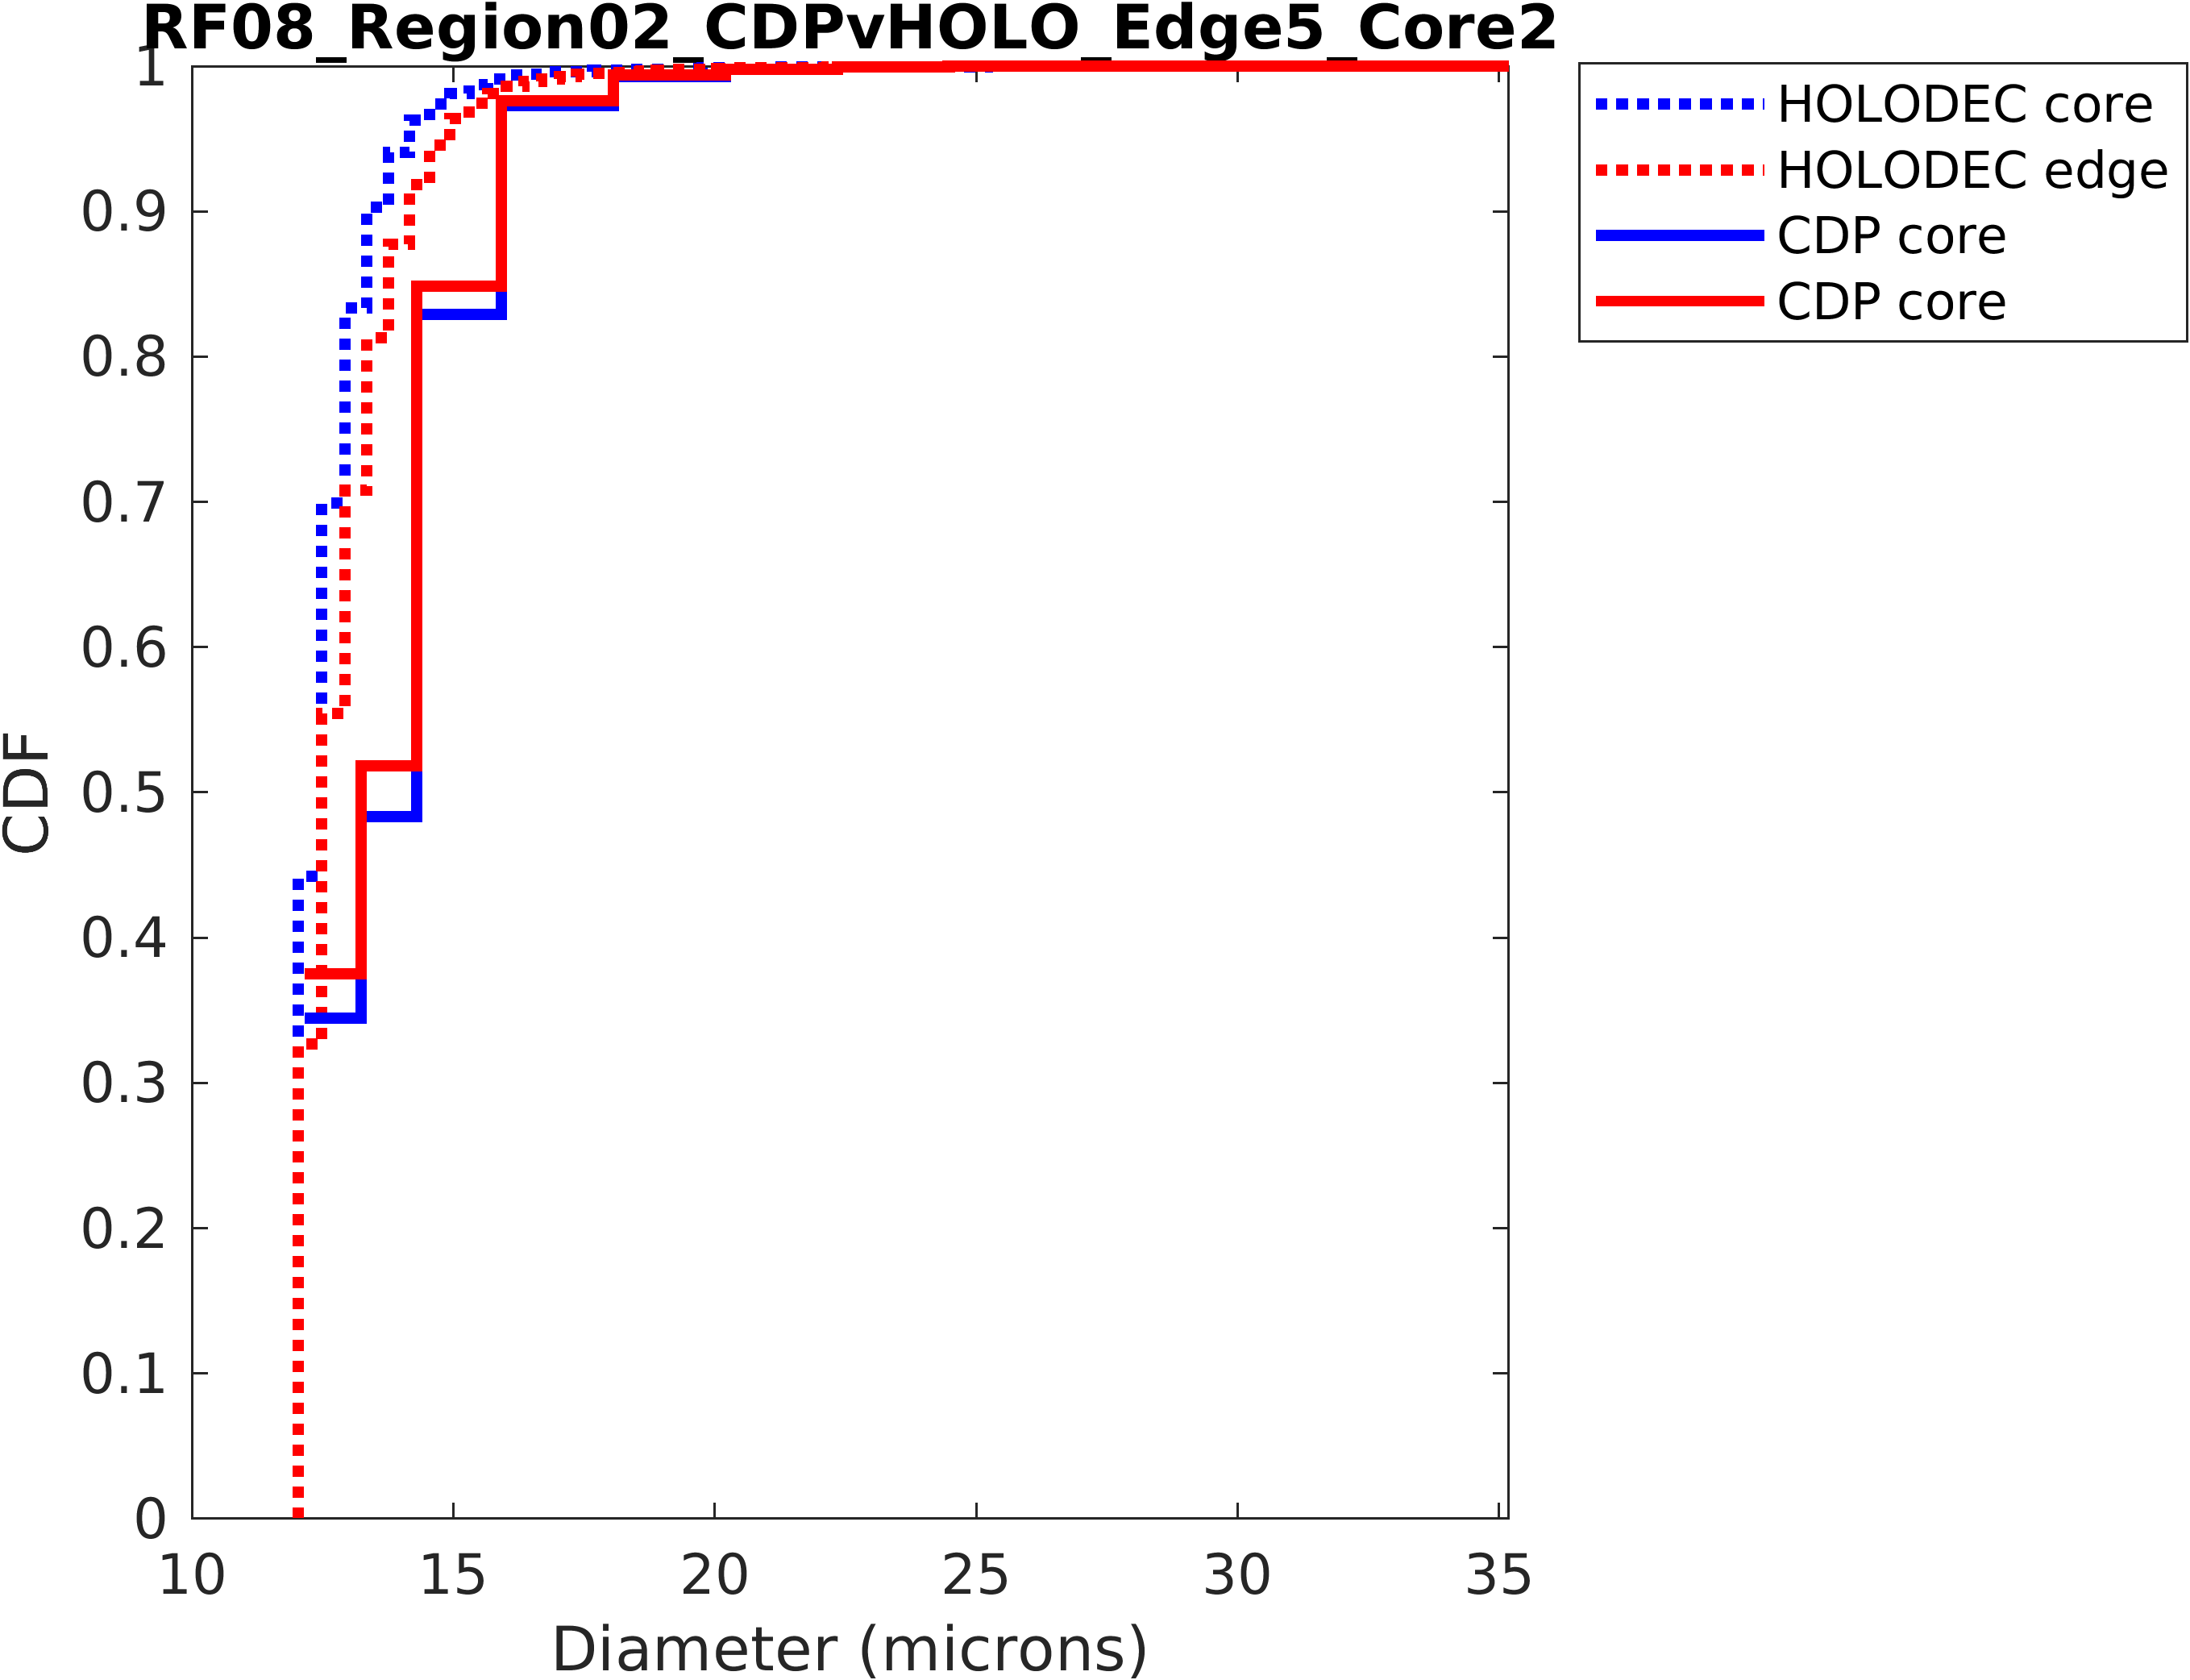 RF08_Region02_CDPvHOLO_Edge5_Core2
1
0.9
0.8
0.7
0.6
0.5
0.4
0.3
0.2
0.1
0
CDF
10 15 20 25 30 35
Diameter (microns)
HOLODEC core
HOLODEC edge
CDP core
CDP core